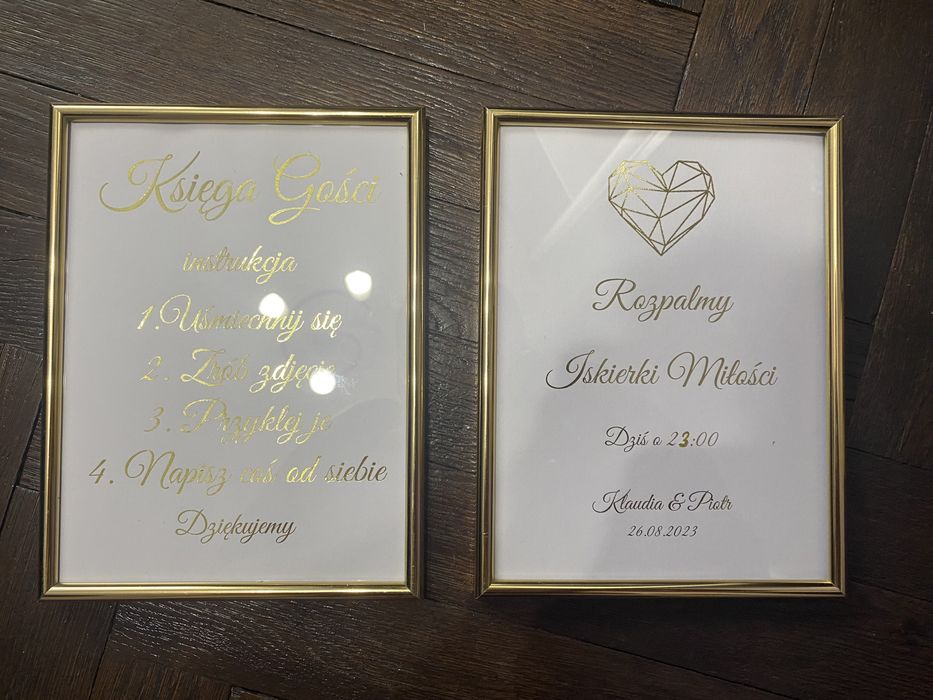 Księga Gości
instrukcja
1. Uśmiechnij się
2. Zrób zdjęcie
3. Przyklej je
4. Napisz coś od siebie
Dziękujemy
Rozpalmy
Iskierki Miłości
Dziś o 23:00
Klaudia & Piotr
26.08.2023